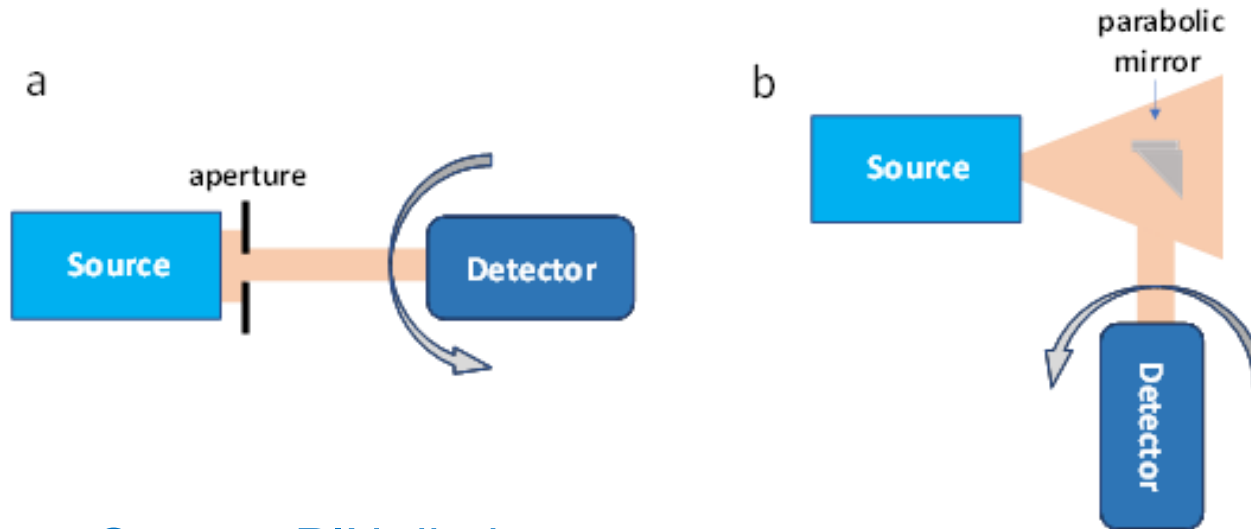 a
aperture
Source
Detector
b
parabolic
mirror
Source
Detector